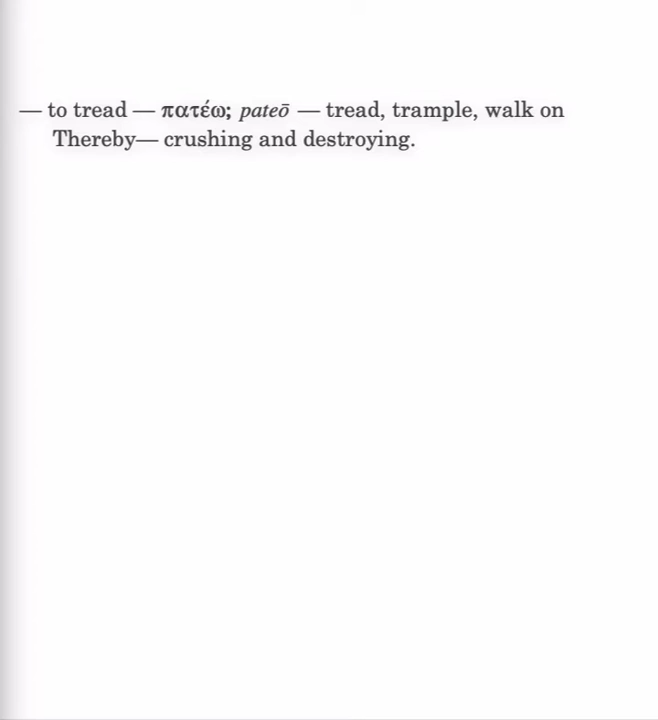 — to tread — πατέω; pateō — tread, trample, walk on
Thereby— crushing and destroying.